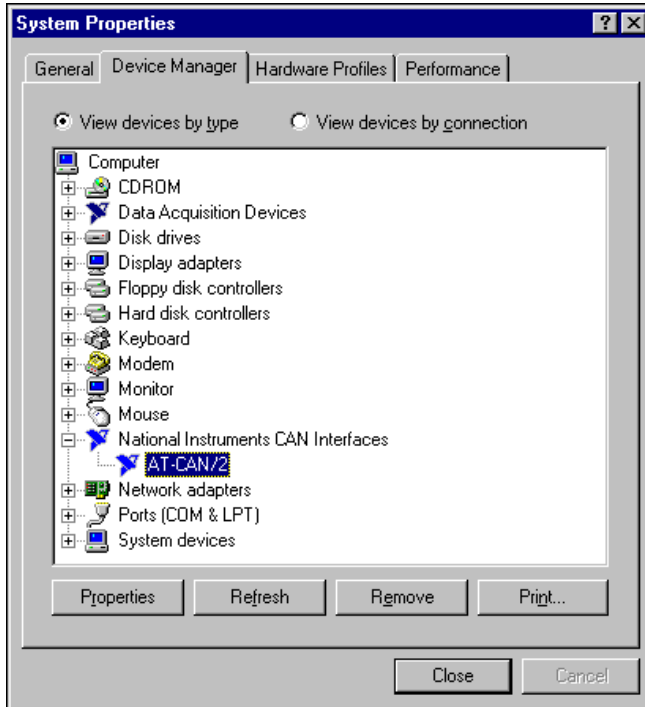 System Properties
General Device Manager Hardware Profiles Performance
View devices by type View devices by connection
Computer
CDROM
Data Acquisition Devices
Disk drives
Display adapters
Floppy disk controllers
Hard disk controllers
Keyboard
Modem
Monitor
Mouse
National Instruments CAN Interfaces
AT-CAN/2
Network adapters
Ports (COM & LPT)
System devices
Properties Refresh Remove Print...
Close Cancel